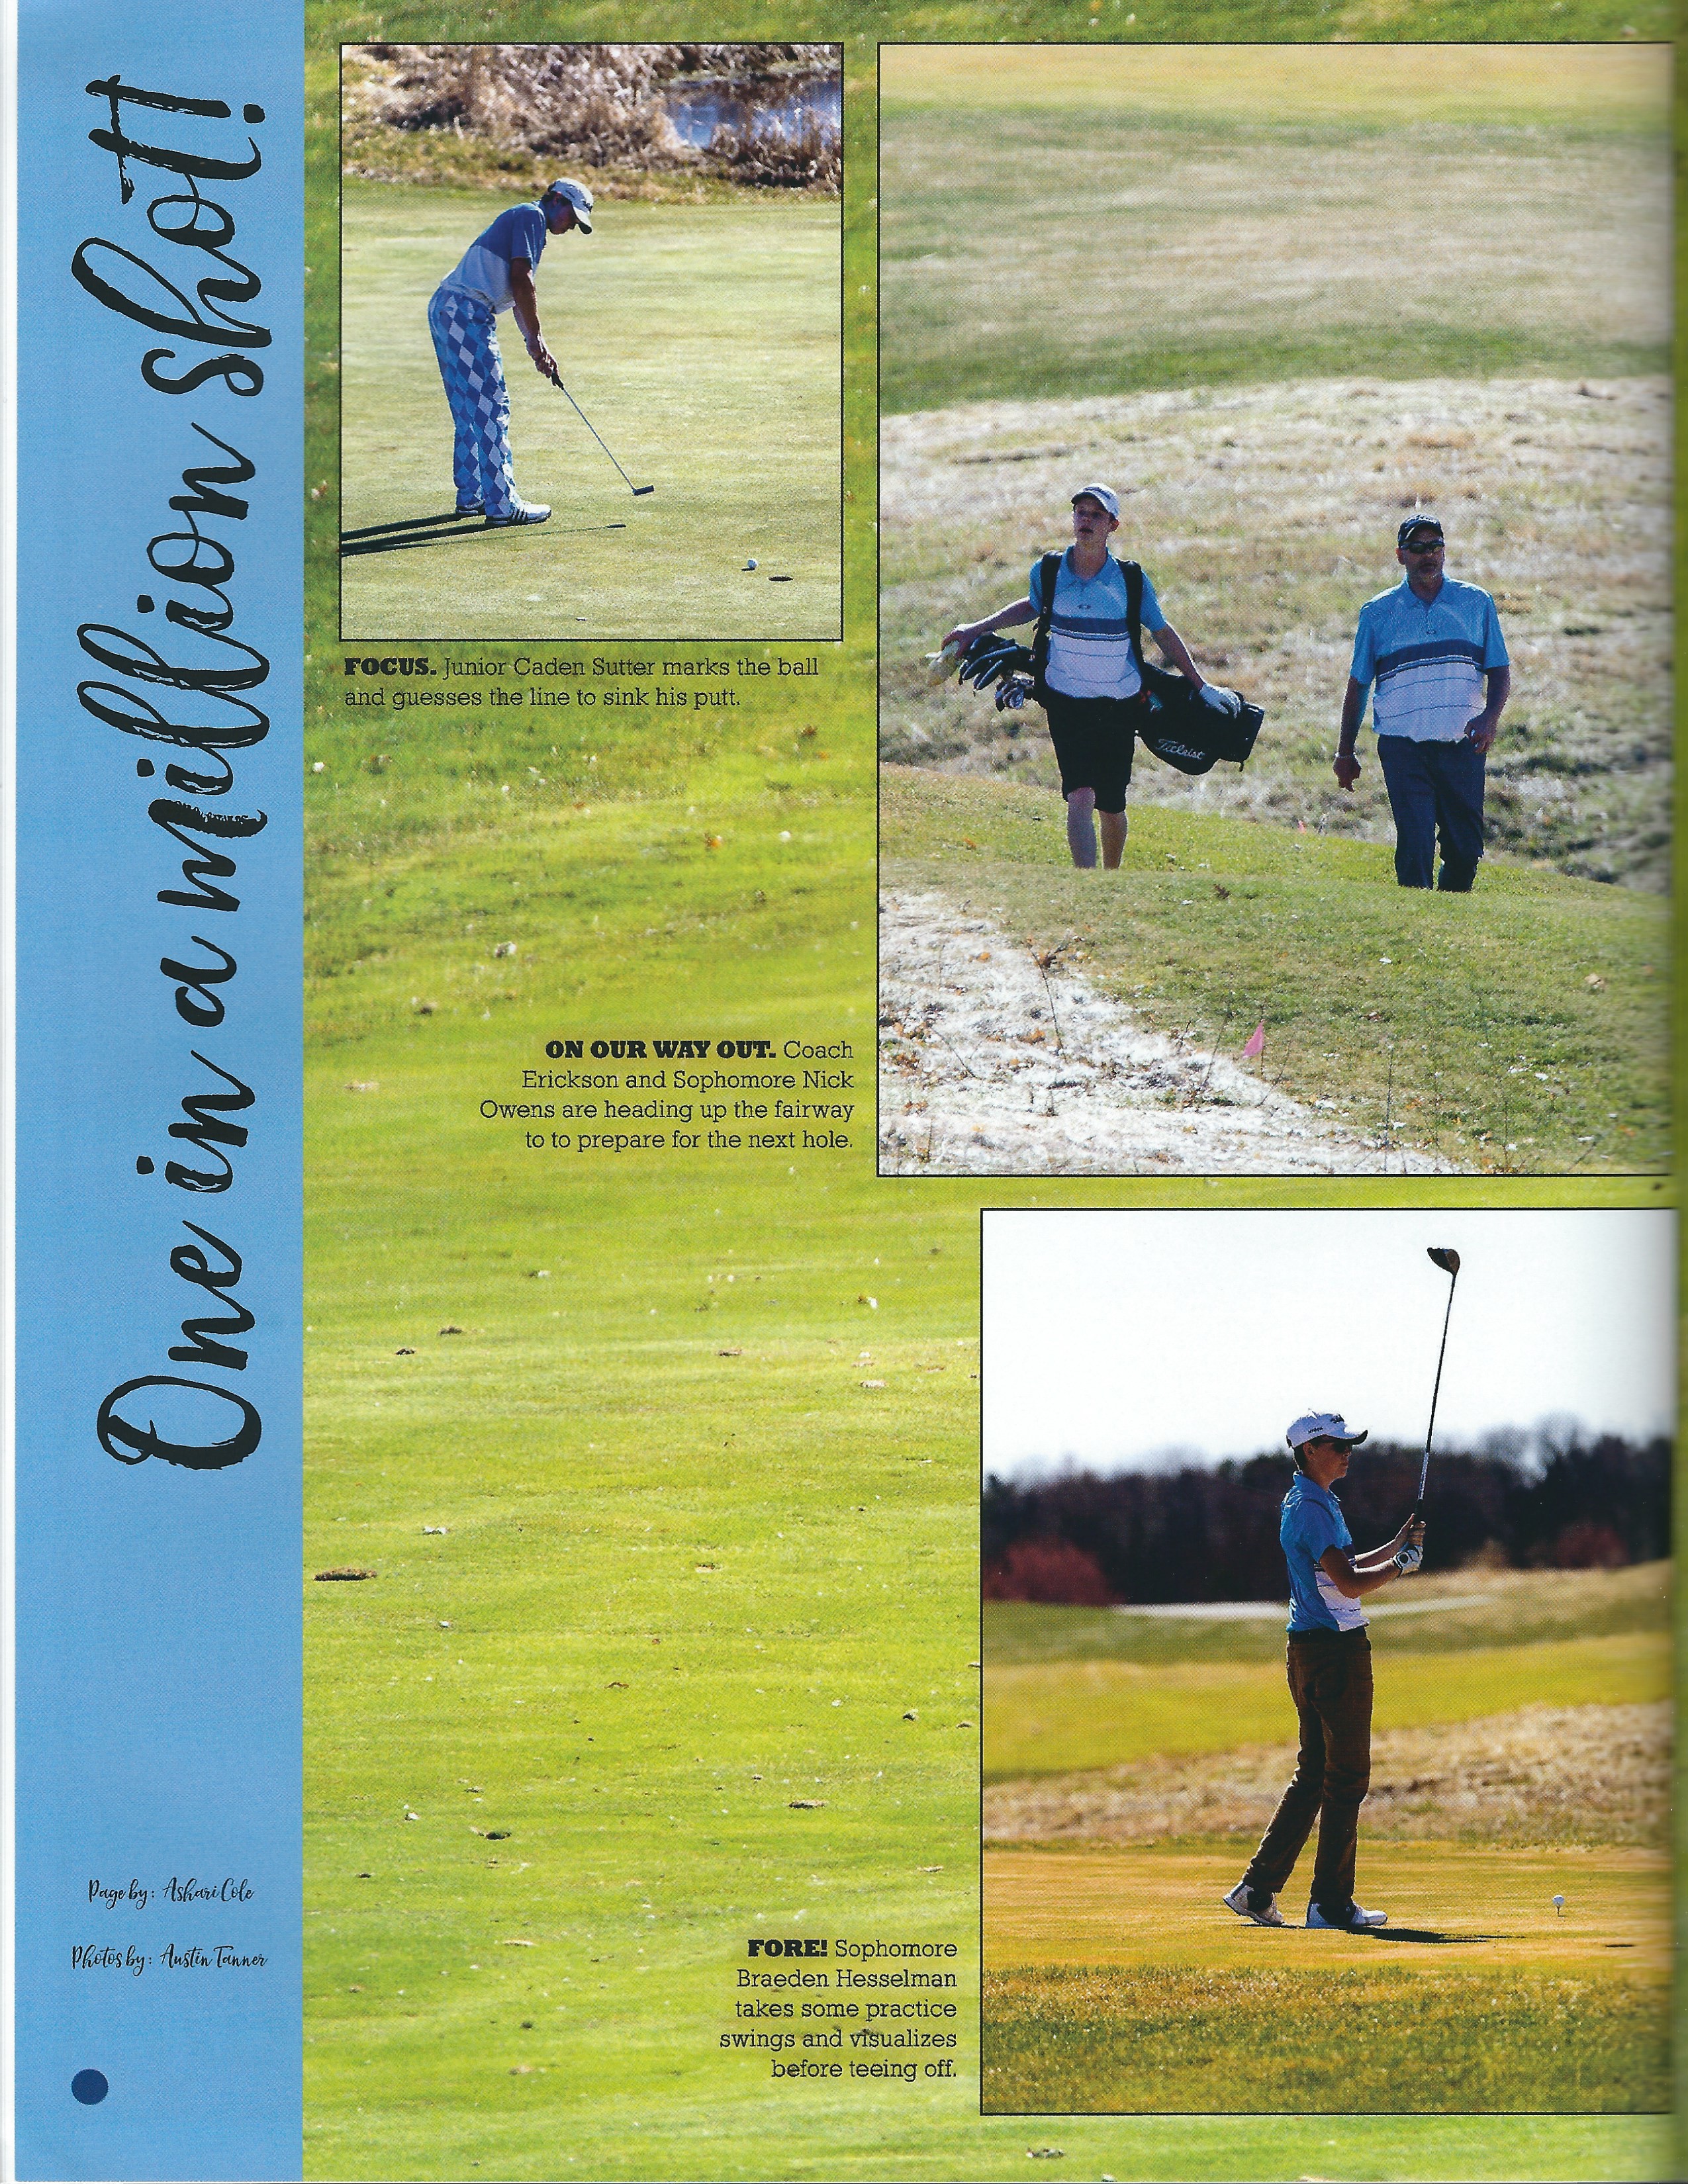 One in a million shot!
FOCUS. Junior Caden Sutter marks the ball
and guesses the line to sink his putt.
Titleist
ON OUR WAY OUT. Coach
Erickson and Sophomore Nick
Owens are heading up the fairway
to to prepare for the next hole.
FORE! Sophomore
Braeden Hesselman
takes some practice
swings and visualizes
before teeing off.
Page by: Ashari Cole
Photos by: Austin Tanner